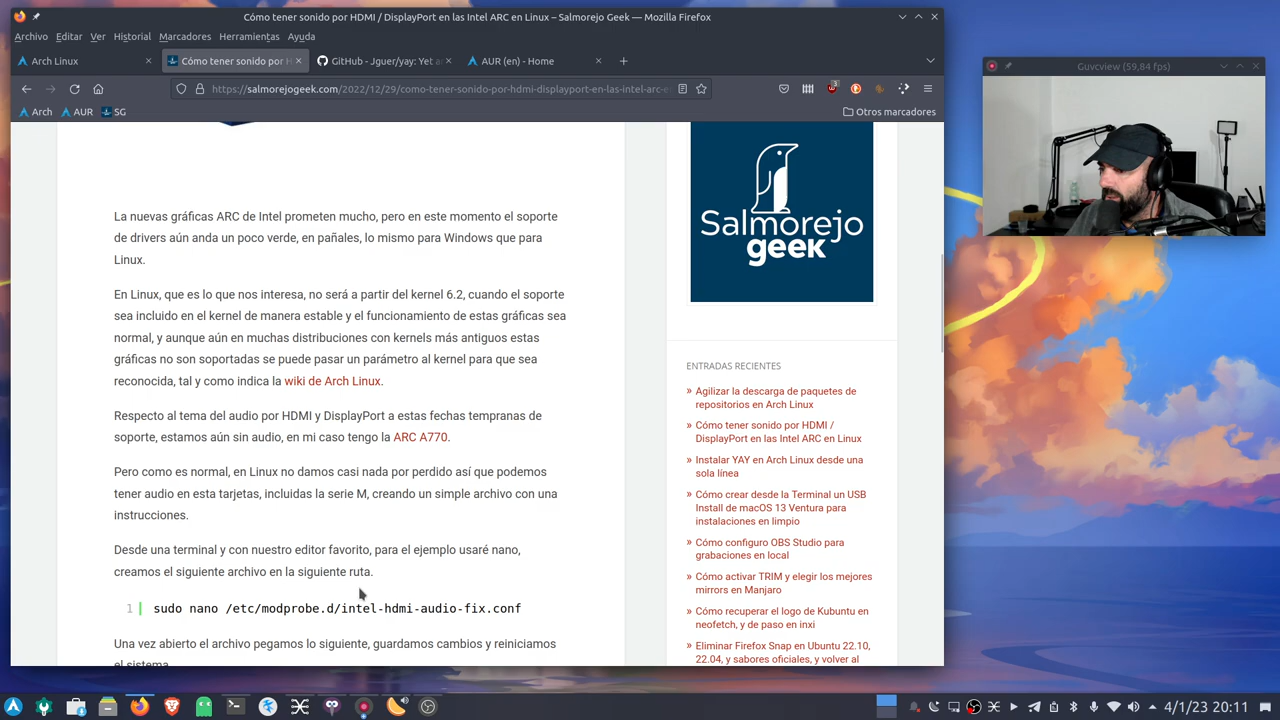 Cómo tener sonido por HDMI / DisplayPort en las Intel ARC en Linux – Salmorejo Geek — Mozilla Firefox
Archivo Editar Ver Historial Marcadores Herramientas Ayuda
Arch Linux
Cómo tener sonido por H
GitHub - Jguer/yay: Yet a
AUR (en) - Home
https://salmorejogeek.com/2022/12/29/como-tener-sonido-por-hdmi-displayport-en-las-intel-arc-e
3
Arch AUR SG Otros marcadores
Guvcview (59,84 fps)
La nuevas gráficas ARC de Intel prometen mucho, pero en este momento el soporte
de drivers aún anda un poco verde, en pañales, lo mismo para Windows que para
Linux.
En Linux, que es lo que nos interesa, no será a partir del kernel 6.2, cuando el soporte
sea incluido en el kernel de manera estable y el funcionamiento de estas gráficas sea
normal, y aunque aún en muchas distribuciones con kernels más antiguos estas
gráficas no son soportadas se puede pasar un parámetro al kernel para que sea
reconocida, tal y como indica la wiki de Arch Linux.
Respecto al tema del audio por HDMI y DisplayPort a estas fechas tempranas de
soporte, estamos aún sin audio, en mi caso tengo la ARC A770.
Pero como es normal, en Linux no damos casi nada por perdido así que podemos
tener audio en esta tarjetas, incluidas la serie M, creando un simple archivo con una
instrucciones.
Desde una terminal y con nuestro editor favorito, para el ejemplo usaré nano,
creamos el siguiente archivo en la siguiente ruta.
1 sudo nano /etc/modprobe.d/intel-hdmi-audio-fix.conf
Una vez abierto el archivo pegamos lo siguiente, guardamos cambios y reiniciamos
el sistema.
Salmorejo
geek
ENTRADAS RECIENTES
» Agilizar la descarga de paquetes de
repositorios en Arch Linux
» Cómo tener sonido por HDMI /
DisplayPort en las Intel ARC en Linux
» Instalar YAY en Arch Linux desde una
sola línea
» Cómo crear desde la Terminal un USB
Install de macOS 13 Ventura para
instalaciones en limpio
» Cómo configuro OBS Studio para
grabaciones en local
» Cómo activar TRIM y elegir los mejores
mirrors en Manjaro
» Cómo recuperar el logo de Kubuntu en
neofetch, y de paso en inxi
» Eliminar Firefox Snap en Ubuntu 22.10,
22.04, y sabores oficiales, y volver al
4/1/23 20:11